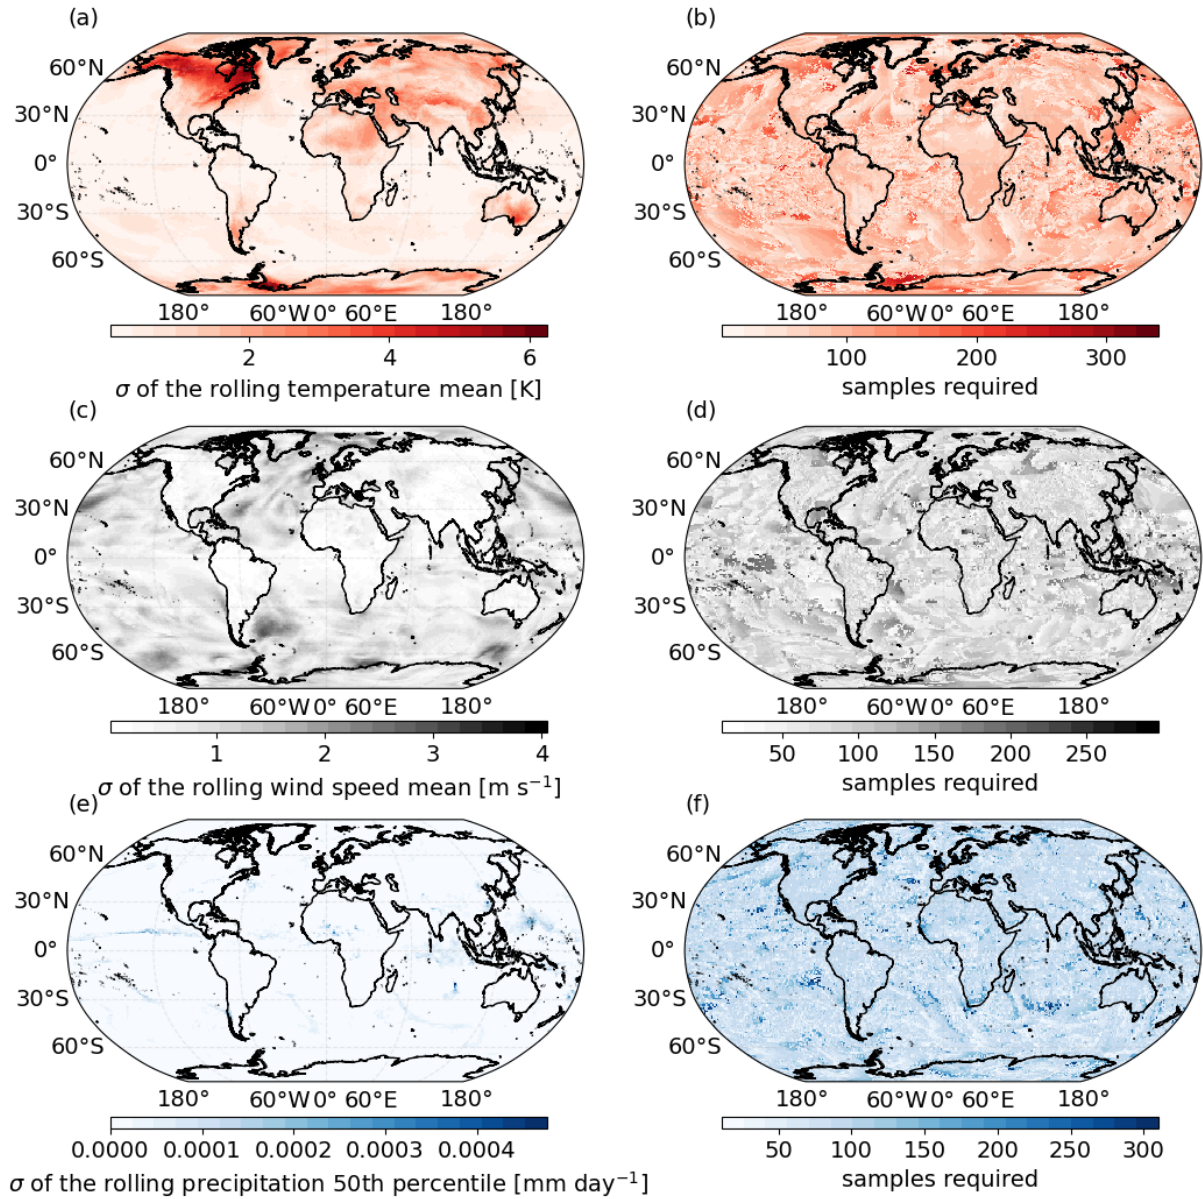 (a) (b)
60°N 60°N
30°N 30°N
0° 0°
30°S 30°S
60°S 60°S
180° 60°W 0° 60°E 180° 180° 60°W 0° 60°E 180°
2 4 6 100 200 300
σ of the rolling temperature mean [K] samples required
(c) (d)
60°N 60°N
30°N 30°N
0° 0°
30°S 30°S
60°S 60°S
180° 60°W 0° 60°E 180° 180° 60°W 0° 60°E 180°
1 2 3 4 50 100 150 200 250
σ of the rolling wind speed mean [m s⁻¹] samples required
(e) (f)
60°N 60°N
30°N 30°N
0° 0°
30°S 30°S
60°S 60°S
180° 60°W 0° 60°E 180° 180° 60°W 0° 60°E 180°
0.0000 0.0001 0.0002 0.0003 0.0004 50 100 150 200 250 300
σ of the rolling precipitation 50th percentile [mm day⁻¹] samples required